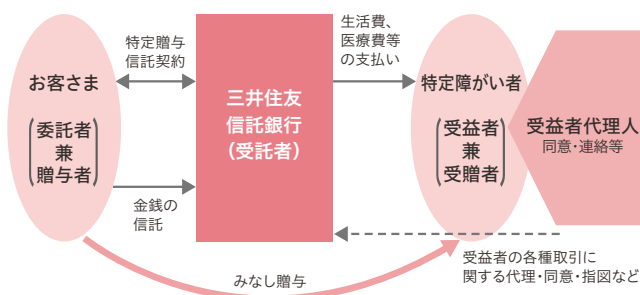 特定贈与
信託契約
お客さま
委託者
兼
贈与者
金銭の
信託
三井住友
信託銀行
(受託者)
生活費、
医療費等
の支払い
特定障がい者
受益者
兼
受贈者
受益者代理人
同意・連絡等
受益者の各種取引に
関する代理・同意・指図など
みなし贈与